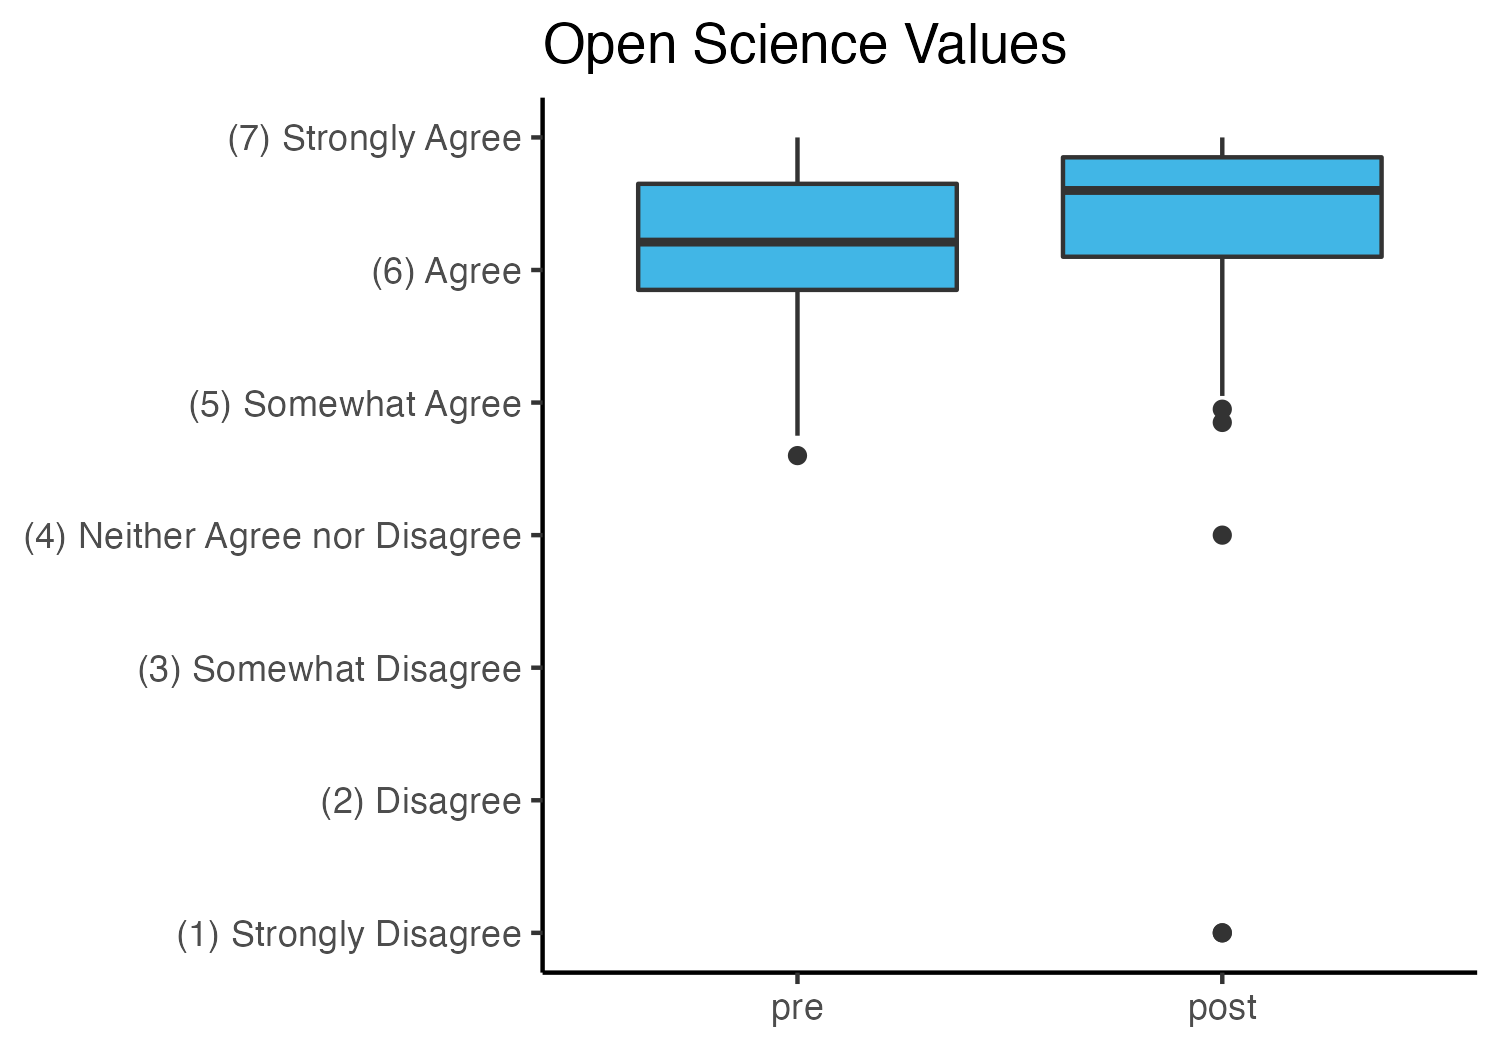 Open Science Values
(7) Strongly Agree
(6) Agree
(5) Somewhat Agree
(4) Neither Agree nor Disagree
(3) Somewhat Disagree
(2) Disagree
(1) Strongly Disagree
pre post